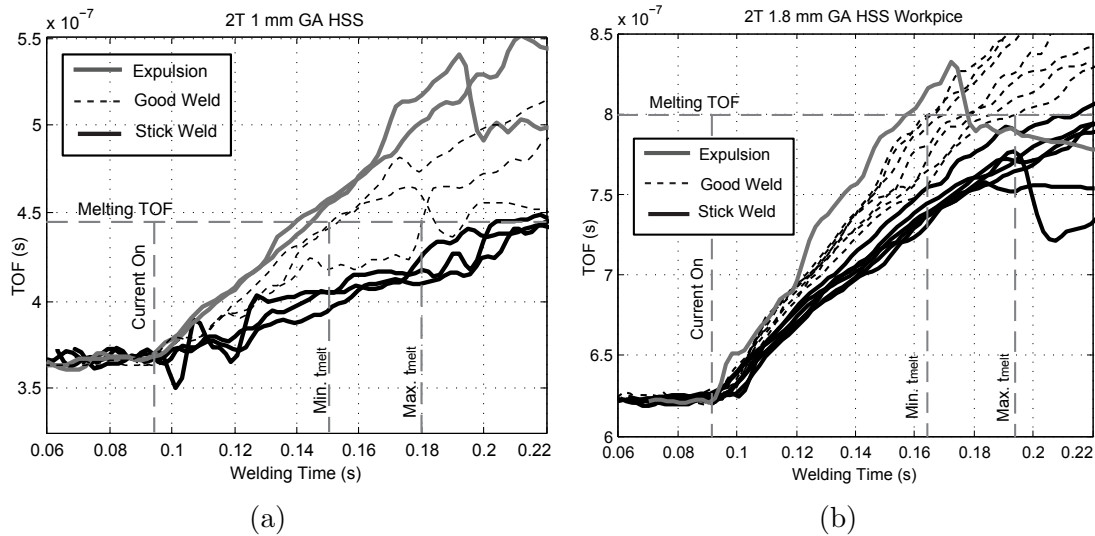 x 10⁻⁷
2T 1 mm GA HSS
5.5
5
4.5
4
3.5
TOF (s)
Expulsion
Good Weld
Stick Weld
Melting TOF
Current On
Min. tmelt
Max. tmelt
0.06 0.08 0.1 0.12 0.14 0.16 0.18 0.2 0.22
Welding Time (s)
(a)
x 10⁻⁷
2T 1.8 mm GA HSS Workpice
8.5
8
7.5
7
6.5
6
TOF (s)
Melting TOF
Expulsion
Good Weld
Stick Weld
Current On
Min. tmelt
Max. tmelt
0.06 0.08 0.1 0.12 0.14 0.16 0.18 0.2 0.22
Welding Time (s)
(b)